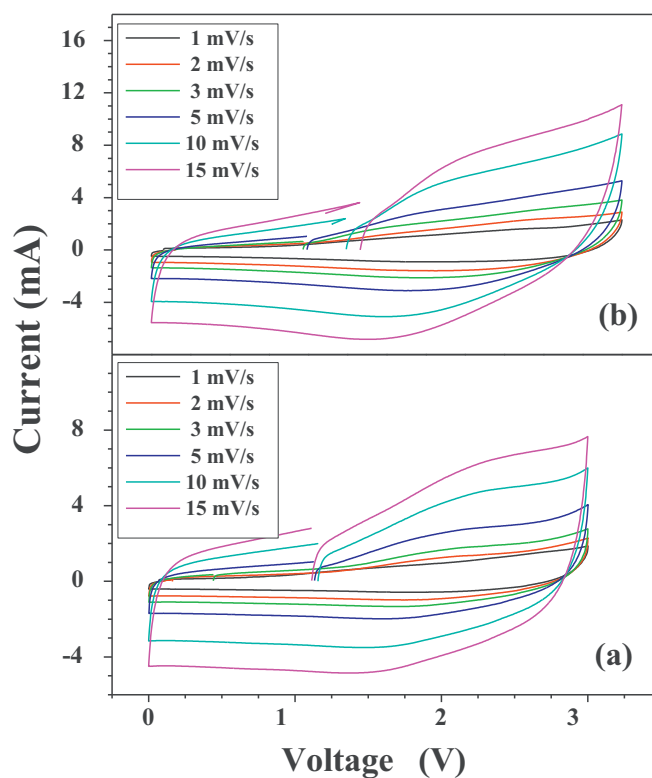 16
12
8
4
0
-4
1 mV/s
2 mV/s
3 mV/s
5 mV/s
10 mV/s
15 mV/s
(b)
Current (mA)
8
4
0
-4
1 mV/s
2 mV/s
3 mV/s
5 mV/s
10 mV/s
15 mV/s
(a)
0 1 2 3
Voltage (V)